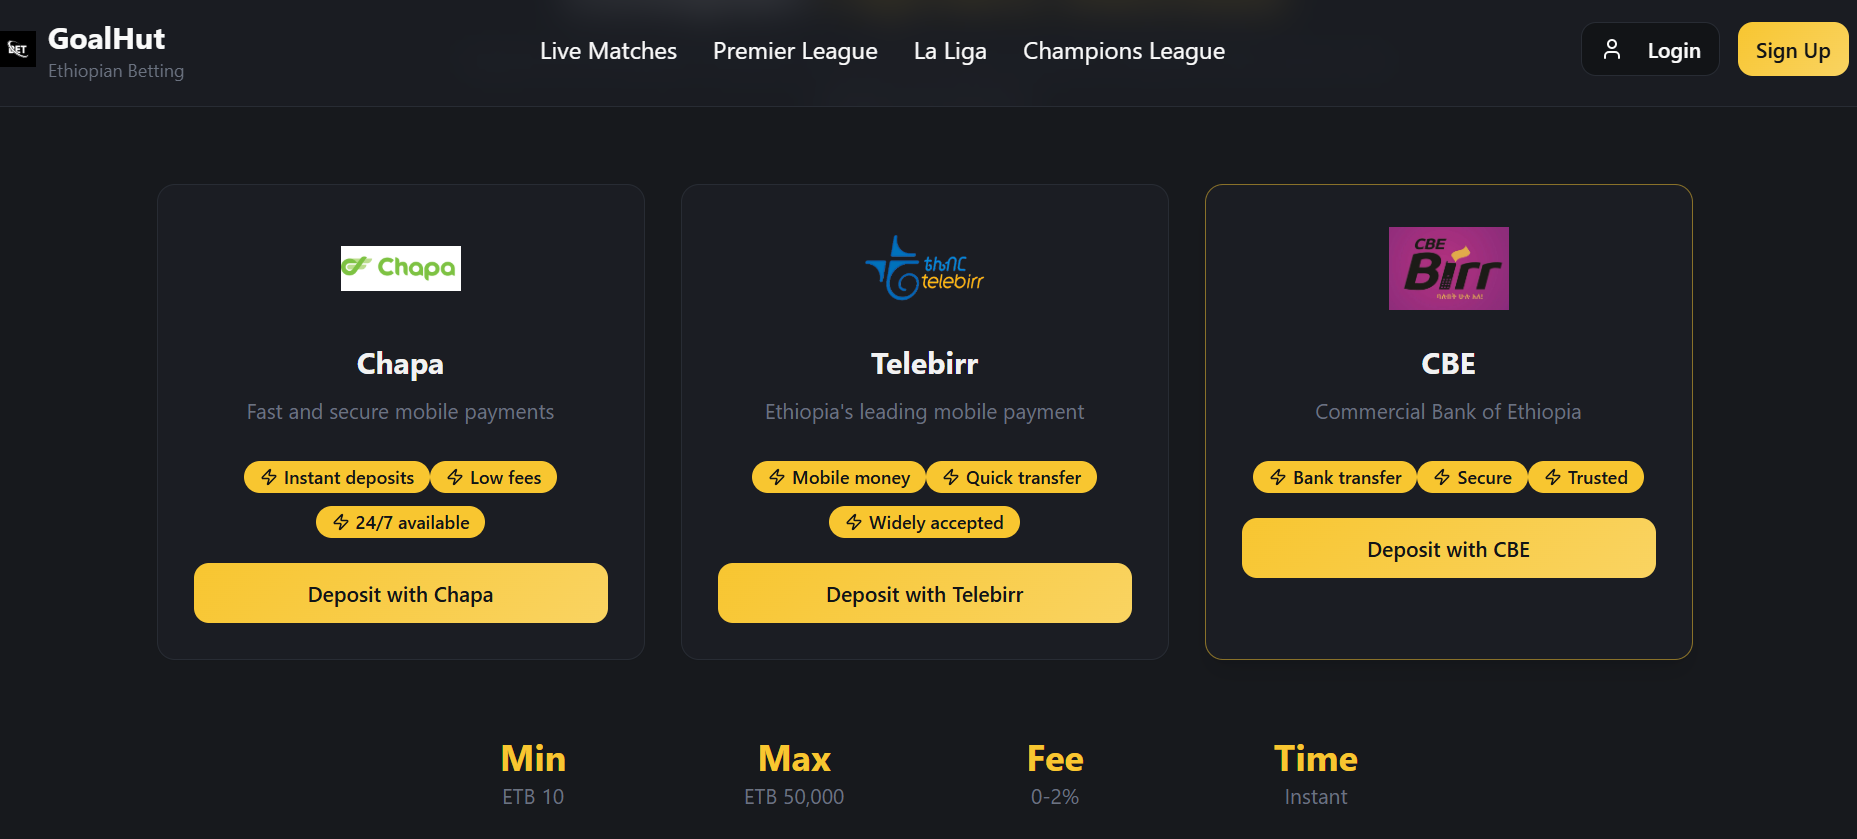 BET
GoalHut
Ethiopian Betting
Live Matches
Premier League
La Liga
Champions League
Login
Sign Up
Chapa
Chapa
Fast and secure mobile payments
Instant deposits
Low fees
24/7 available
Deposit with Chapa
ቴሌብር
telebirr
Telebirr
Ethiopia's leading mobile payment
Mobile money
Quick transfer
Widely accepted
Deposit with Telebirr
CBE
Birr
CBE
Commercial Bank of Ethiopia
Bank transfer
Secure
Trusted
Deposit with CBE
Min
ETB 10
Max
ETB 50,000
Fee
0-2%
Time
Instant